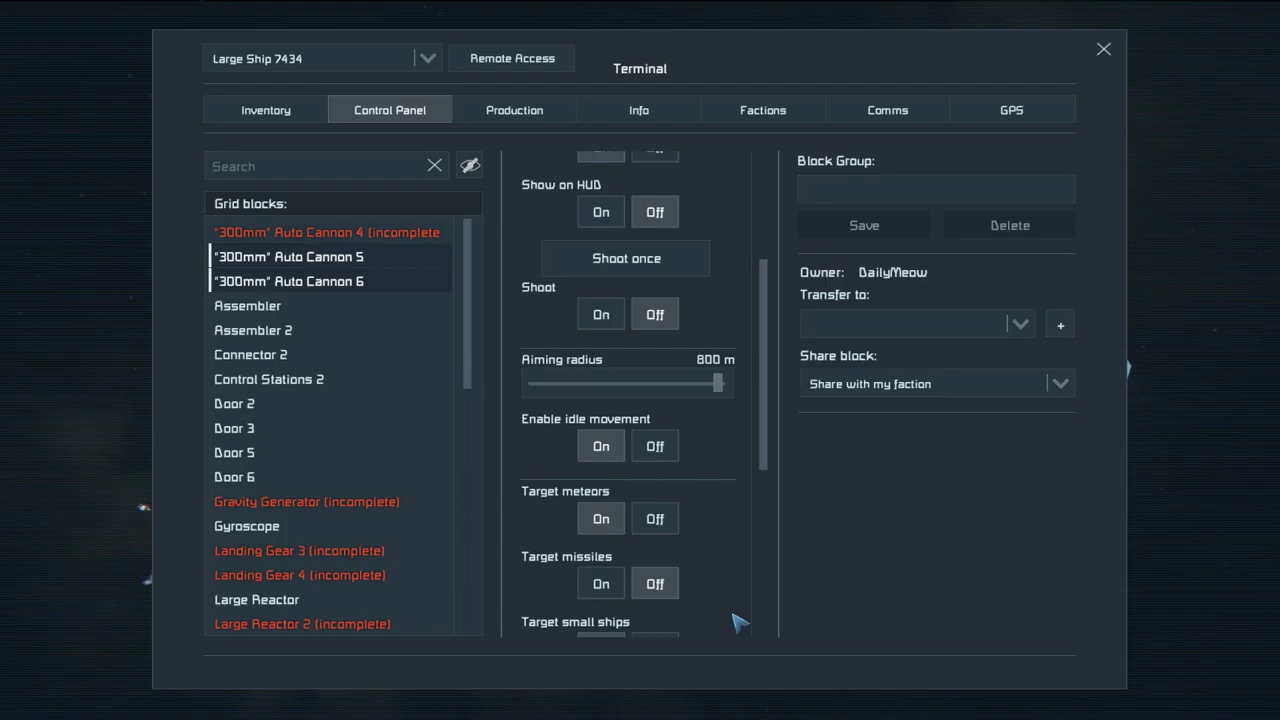 Large Ship 7434
Remote Access
Terminal
Inventory
Control Panel
Production
Info
Factions
Comms
GPS
Search
Grid blocks:
"300mm" Auto Cannon 4 (incomplete
"300mm" Auto Cannon 5
"300mm" Auto Cannon 6
Assembler
Assembler 2
Connector 2
Control Stations 2
Door 2
Door 3
Door 5
Door 6
Gravity Generator (incomplete)
Gyroscope
Landing Gear 3 (incomplete)
Landing Gear 4 (incomplete)
Large Reactor
Large Reactor 2 (incomplete)
Show on HUD
On Off
Shoot once
Shoot
On Off
Aiming radius 800 m
Enable idle movement
On Off
Target meteors
On Off
Target missiles
On Off
Target small ships
Block Group:
Save Delete
Owner: DailyMeow
Transfer to:
+
Share block:
Share with my faction